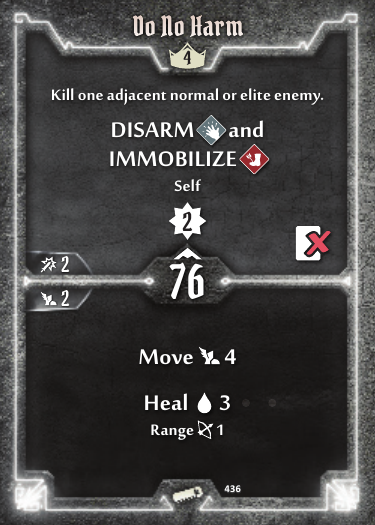 Do No Harm
4
Kill one adjacent normal or elite enemy.
DISARM and
IMMOBILIZE
Self
2
2
76
2
Move 4
Heal 3
Range 1
436